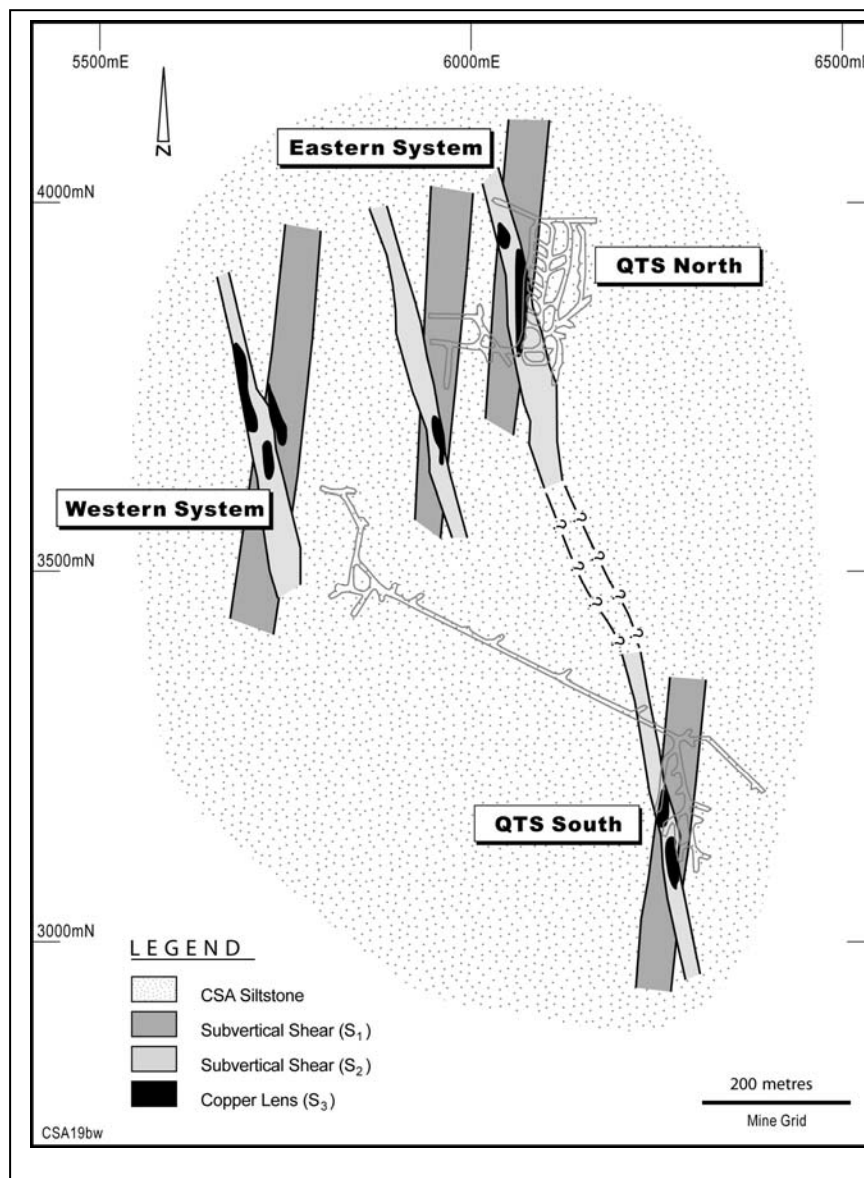 5500mE 6000mE 6500mE
N
Eastern System
4000mN
QTS North
Western System
3500mN
? ?
? ?
? ?
? ?
QTS South
3000mN
LEGEND
CSA Siltstone
Subvertical Shear (S1)
Subvertical Shear (S2)
Copper Lens (S3)
200 metres
Mine Grid
CSA19bw